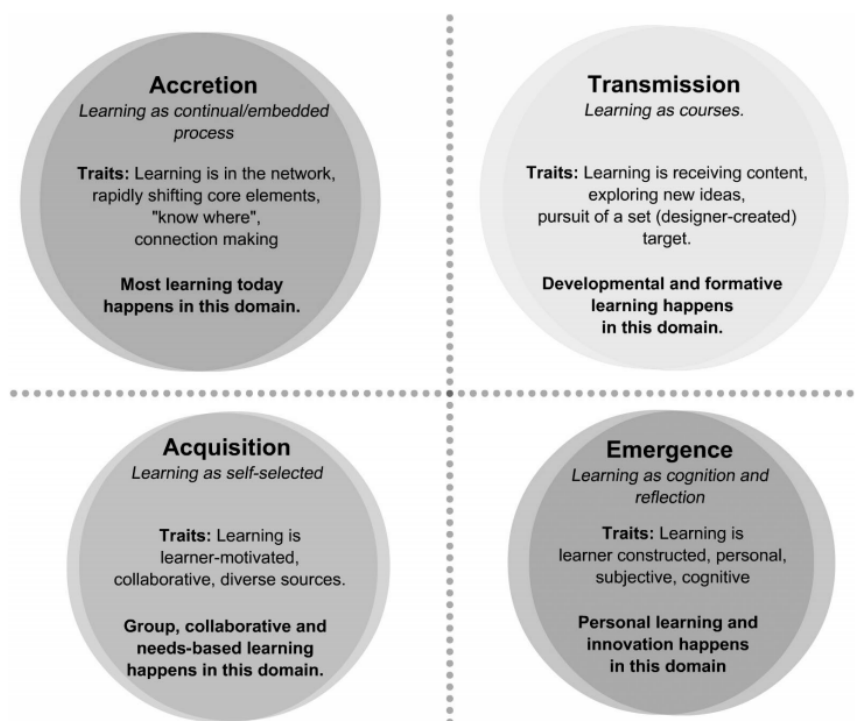 Accretion
Learning as continual/embedded
process
Traits: Learning is in the network,
rapidly shifting core elements,
"know where",
connection making
Most learning today
happens in this domain.
Transmission
Learning as courses.
Traits: Learning is receiving content,
exploring new ideas,
pursuit of a set (designer-created)
target.
Developmental and formative
learning happens
in this domain.
Acquisition
Learning as self-selected
Traits: Learning is
learner-motivated,
collaborative, diverse sources.
Group, collaborative and
needs-based learning
happens in this domain.
Emergence
Learning as cognition and
reflection
Traits: Learning is
learner constructed, personal,
subjective, cognitive
Personal learning and
innovation happens
in this domain